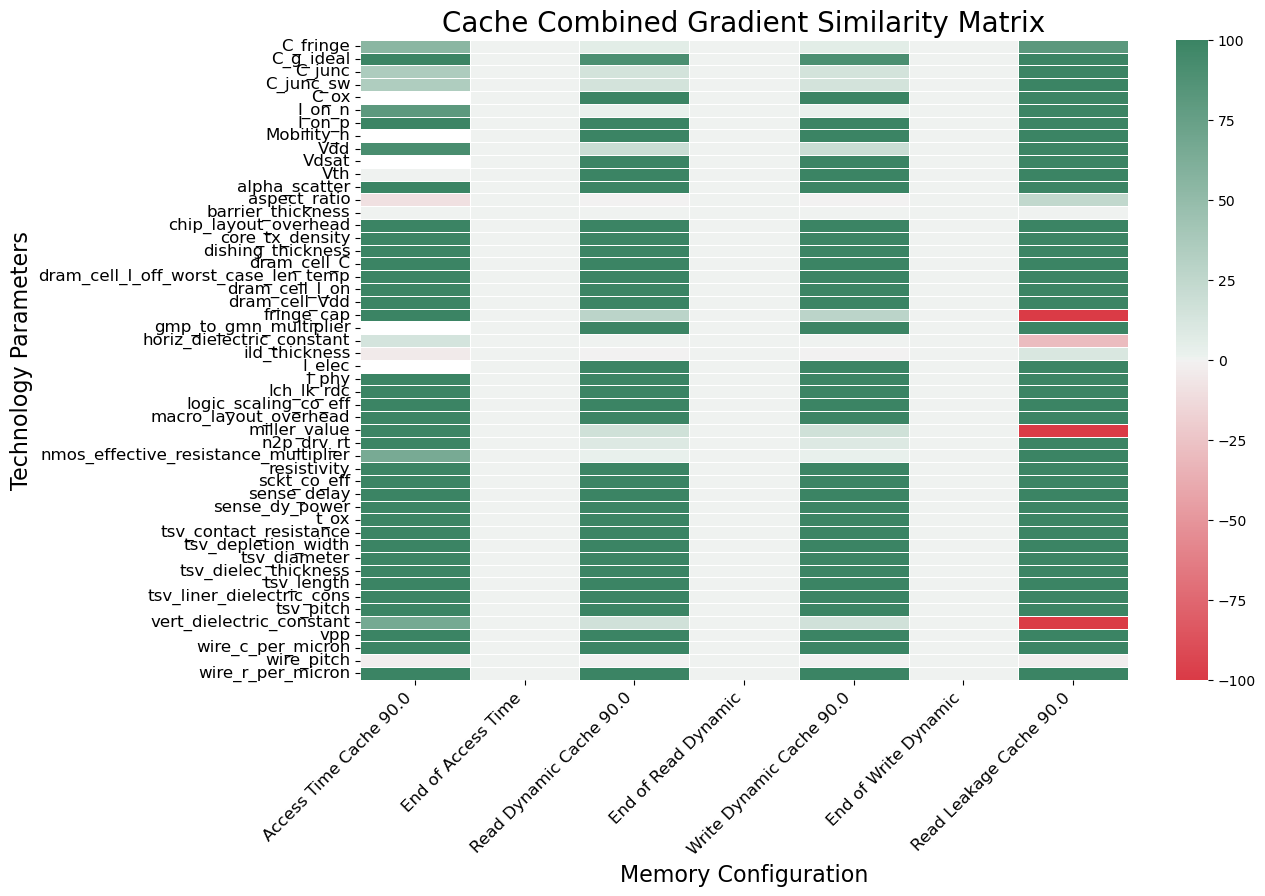 Cache Combined Gradient Similarity Matrix
Technology Parameters
C_fringe
C_g_ideal
C_junc
C_junc_sw
C_ox
I_on_n
I_on_p
Mobility_n
Vdd
Vdsat
Vth
alpha_scatter
aspect_ratio
barrier_thickness
chip_layout_overhead
core_tx_density
dishing_thickness
dram_cell_C
dram_cell_I_off_worst_case_len_temp
dram_cell_I_on
dram_cell_Vdd
fringe_cap
gmp_to_gmn_multiplier
horiz_dielectric_constant
ild_thickness
l_elec
l_phy
lch_lk_rdc
logic_scaling_co_eff
macro_layout_overhead
miller_value
n2p_drv_rt
nmos_effective_resistance_multiplier
resistivity
sckt_co_eff
sense_delay
sense_dy_power
t_ox
tsv_contact_resistance
tsv_depletion_width
tsv_diameter
tsv_dielec_thickness
tsv_length
tsv_liner_dielectric_cons
tsv_pitch
vert_dielectric_constant
vpp
wire_c_per_micron
wire_pitch
wire_r_per_micron
Access Time Cache 90.0
End of Access Time
Read Dynamic Cache 90.0
End of Read Dynamic
Write Dynamic Cache 90.0
End of Write Dynamic
Read Leakage Cache 90.0
Memory Configuration
100
75
50
25
0
−25
−50
−75
−100